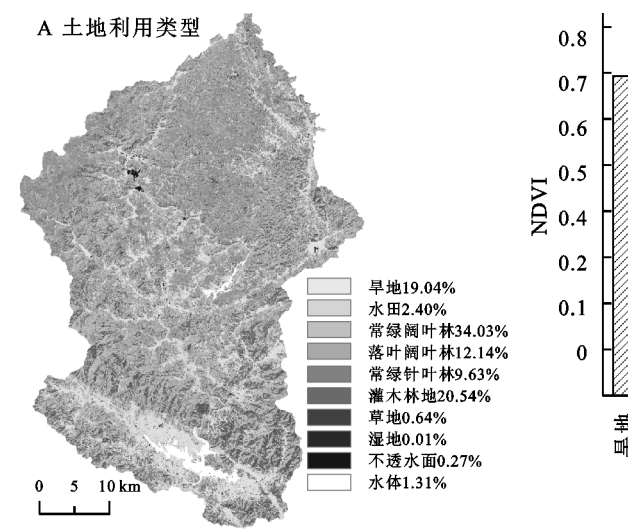 A 土地利用类型
旱地19.04%
水田2.40%
常绿阔叶林34.03%
落叶阔叶林12.14%
常绿针叶林9.63%
灌木林地20.54%
草地0.64%
湿地0.01%
不透水面0.27%
水体1.31%
0 5 10 km
NDVI
0.8
0.7
0.6
0.5
0.4
0.2
0.1
0
旱地